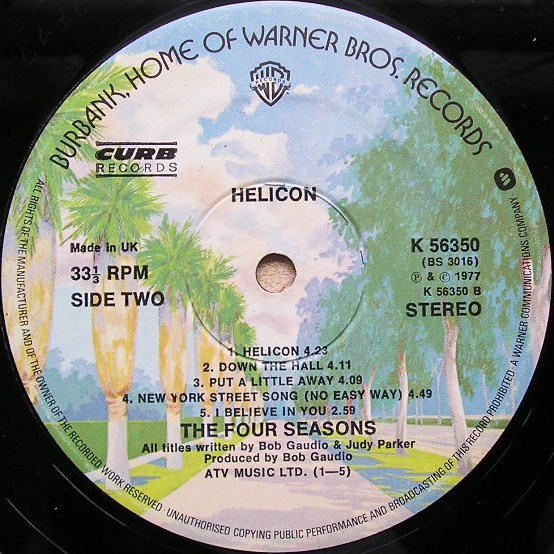 BURBANK, HOME OF WARNER BROS. RECORDS
WB
RECORDS
CURB
RECORDS
HELICON
Made in UK
33⅓ RPM
SIDE TWO
K 56350
(BS 3016)
℗ & © 1977
K 56350 B
STEREO
1. HELICON 4.23
2. DOWN THE HALL 4.11
3. PUT A LITTLE AWAY 4.09
4. NEW YORK STREET SONG (NO EASY WAY) 4.49
5. I BELIEVE IN YOU 2.59
THE FOUR SEASONS
All titles written by Bob Gaudio & Judy Parker
Produced by Bob Gaudio
ATV MUSIC LTD. (1—5)
ALL RIGHTS OF THE MANUFACTURER AND OF THE OWNER OF THE RECORDED WORK RESERVED · UNAUTHORISED COPYING PUBLIC PERFORMANCE AND BROADCASTING OF THIS RECORD PROHIBITED. A WARNER COMMUNICATIONS COMPANY.